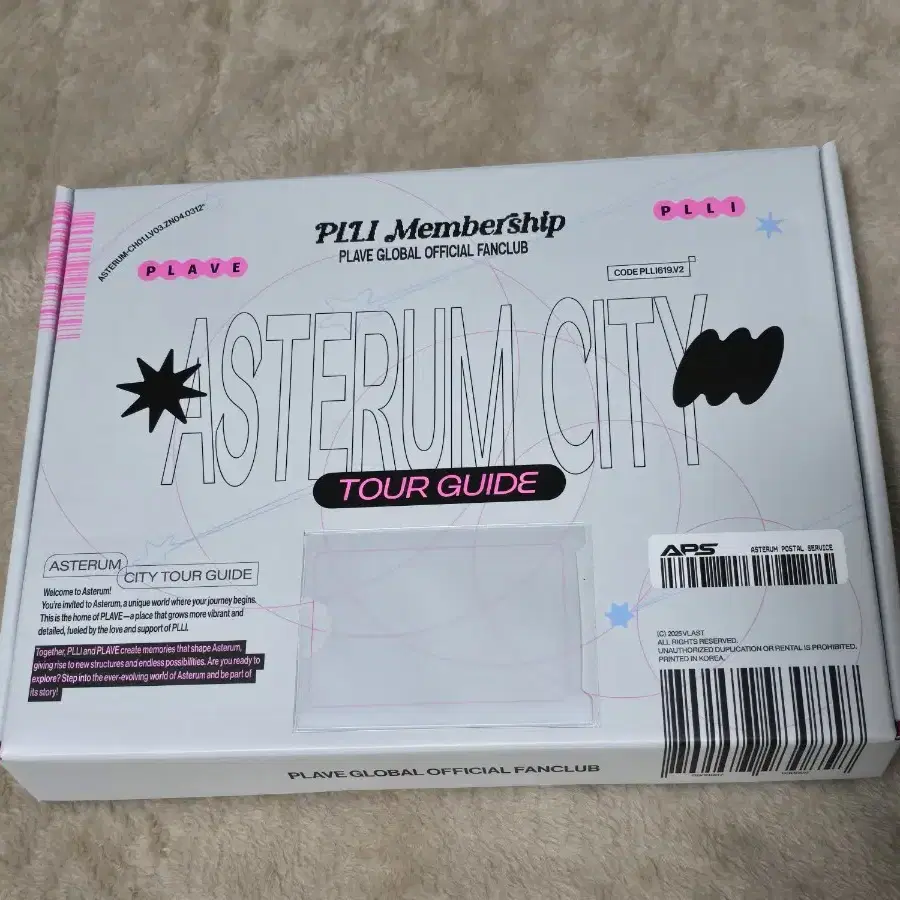 ASTERUM-CH01.LV03.ZN04.0312"
PLAVE
PLLI Membership
PLAVE GLOBAL OFFICIAL FANCLUB
PLLI
CODE PLLI619.V2
ASTERUM CITY
TOUR GUIDE
ASTERUM
CITY TOUR GUIDE
Welcome to Asterum!
You're invited to Asterum, a unique world where your journey begins.
This is the home of PLAVE—a place that grows more vibrant and
detailed, fueled by the love and support of PLLI.
Together, PLLI and PLAVE create memories that shape Asterum,
giving rise to new structures and endless possibilities. Are you ready to
explore? Step into the ever-evolving world of Asterum and be part of
its story!
APS
ASTERUM POSTAL SERVICE
(C) 2025 VLAST
ALL RIGHTS RESERVED.
UNAUTHORIZED DUPLICATION OR RENTAL IS PROHIBITED.
PRINTED IN KOREA.
PLAVE GLOBAL OFFICIAL FANCLUB